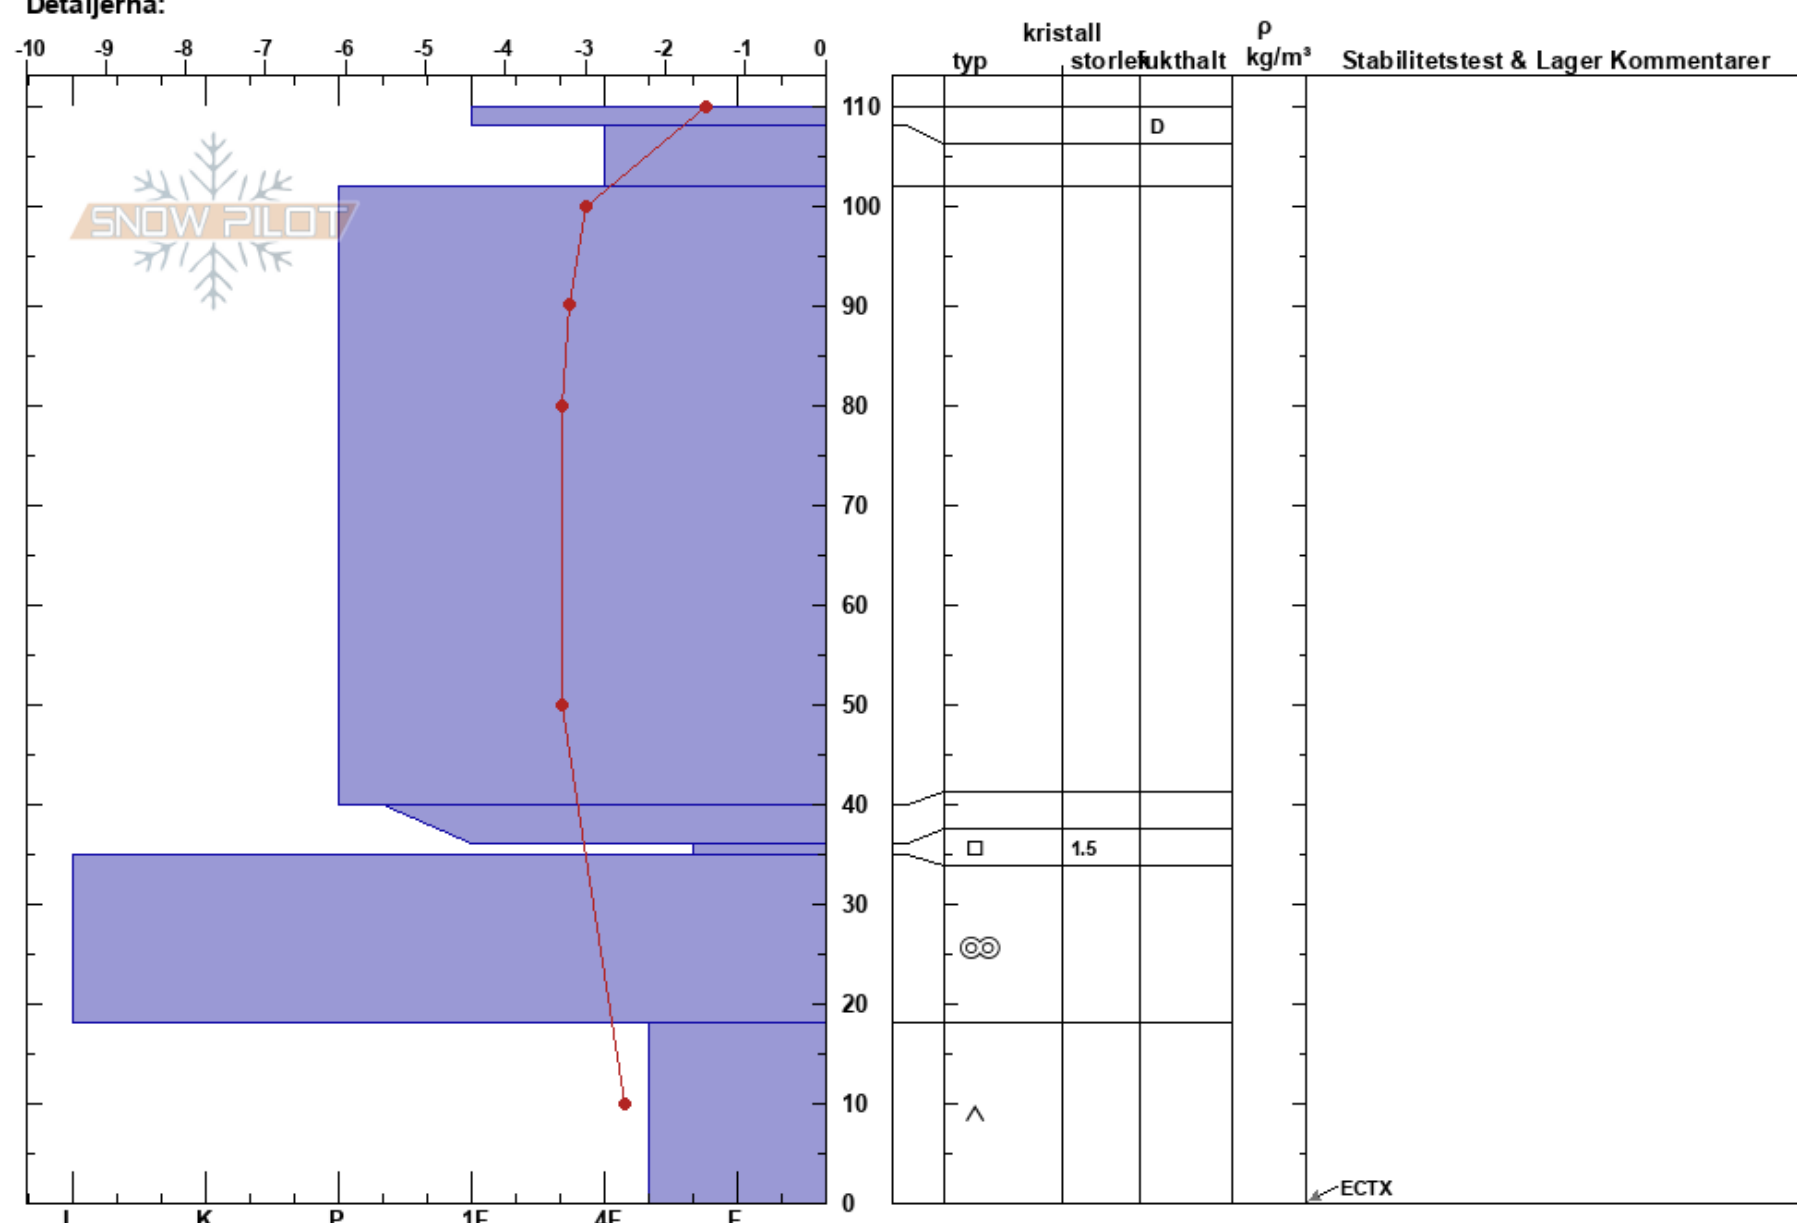 Detaljerna:
kristall ρ
-10 -9 -8 -7 -6 -5 -4 -3 -2 -1 0 typ storlek fukthalt kg/m³ Stabilitetstest & Lager Kommentarer
110
D
SNOW PILOT
100
90
80
70
60
50
40
1.5
30
20
10
ECTX
0
I K P 1F 4F F